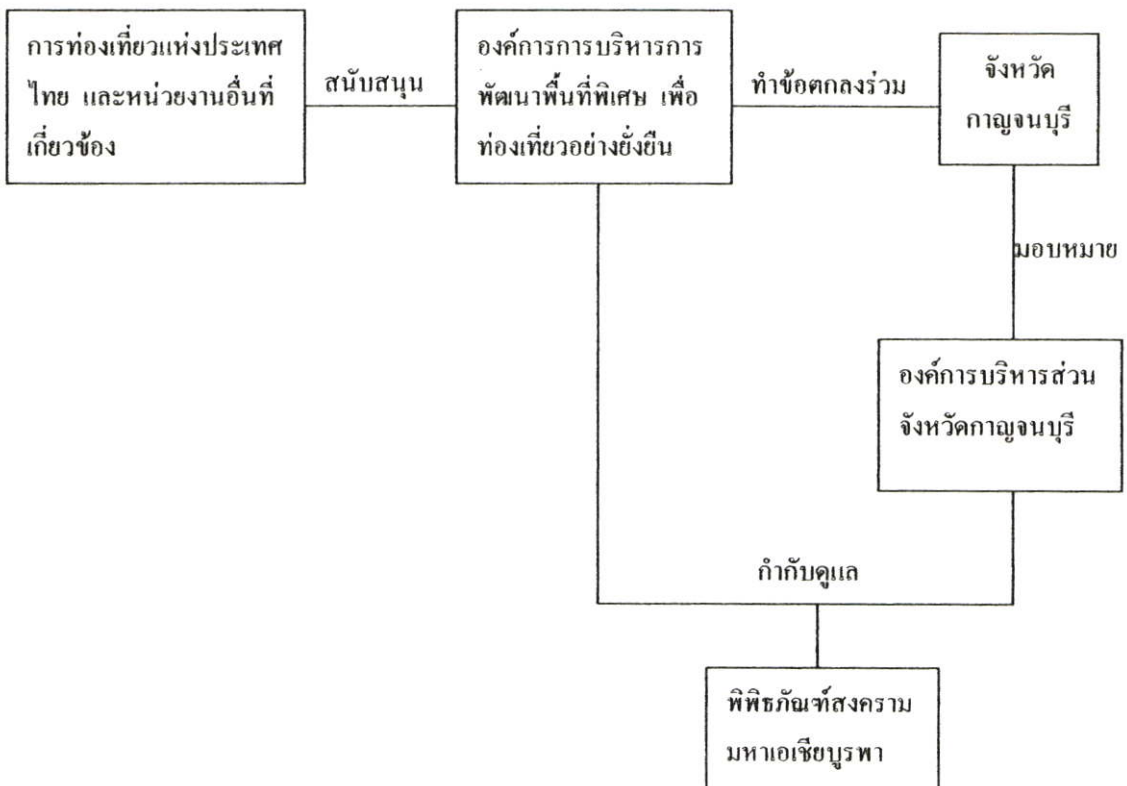 การท่องเที่ยวแห่งประเทศ
ไทย และหน่วยงานอื่นที่
เกี่ยวข้อง
สนับสนุน
องค์การการบริหารการ
พัฒนาพื้นที่พิเศษ เพื่อ
ท่องเที่ยวอย่างยั่งยืน
ทำข้อตกลงร่วม
จังหวัด
กาญจนบุรี
มอบหมาย
องค์การบริหารส่วน
จังหวัดกาญจนบุรี
กำกับดูแล
พิพิธภัณฑ์สงคราม
มหาเอเชียบูรพา